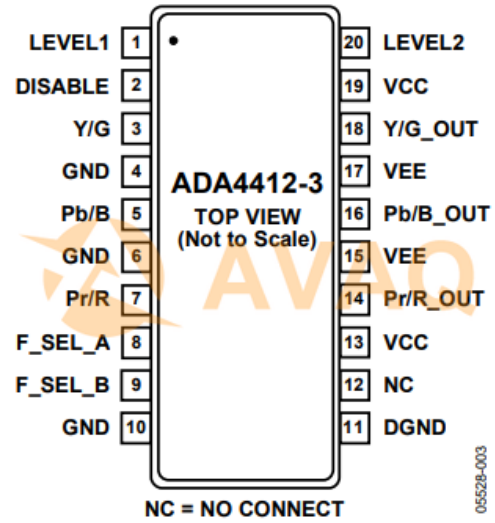 LEVEL1 1
DISABLE 2
Y/G 3
GND 4
Pb/B 5
GND 6
Pr/R 7
F_SEL_A 8
F_SEL_B 9
GND 10
ADA4412-3
TOP VIEW
(Not to Scale)
20 LEVEL2
19 VCC
18 Y/G_OUT
17 VEE
16 Pb/B_OUT
15 VEE
14 Pr/R_OUT
13 VCC
12 NC
11 DGND
AVAQ
NC = NO CONNECT
05528-003